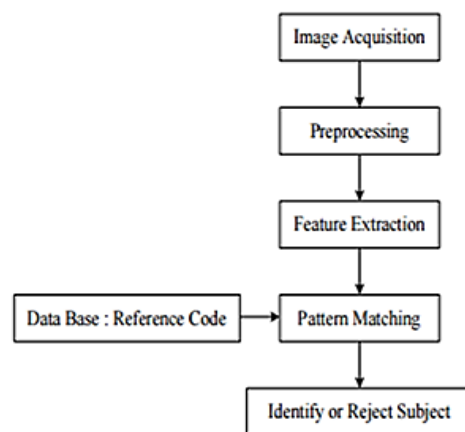 Image Acquisition
Preprocessing
Feature Extraction
Data Base : Reference Code
Pattern Matching
Identify or Reject Subject